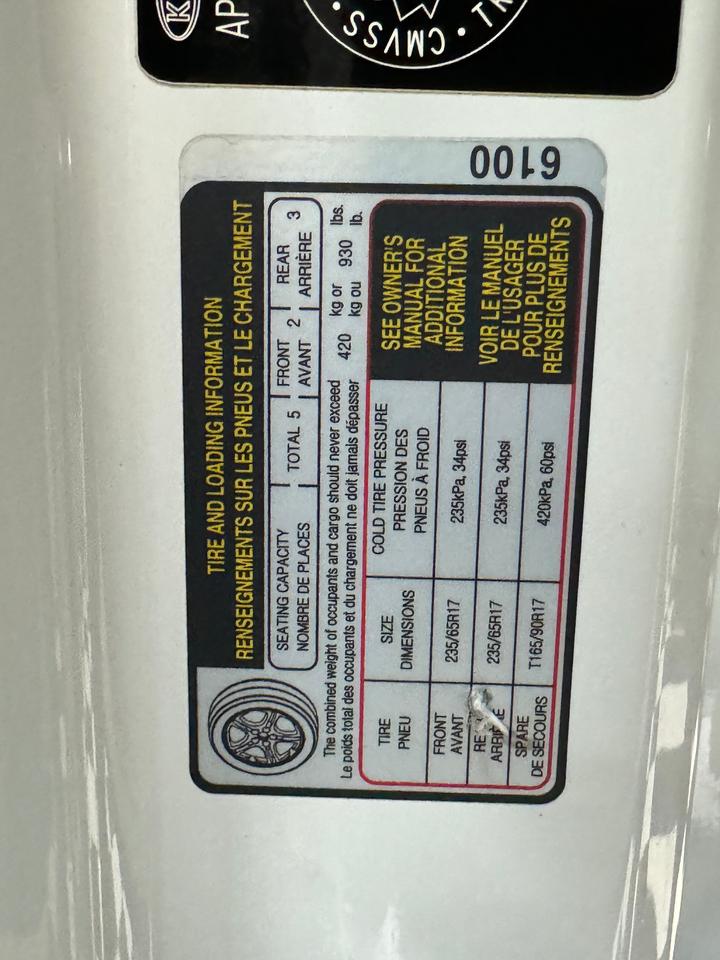 K
AP
CMVSS • TR
6100
TIRE AND LOADING INFORMATION
RENSEIGNEMENTS SUR LES PNEUS ET LE CHARGEMENT
SEATING CAPACITY
NOMBRE DE PLACES
TOTAL 5
FRONT
AVANT 2
REAR
ARRIÈRE 3
The combined weight of occupants and cargo should never exceed 420 kg or 930 lbs.
Le poids total des occupants et du chargement ne doit jamais dépasser kg ou lb.
TIRE
PNEU
SIZE
DIMENSIONS
COLD TIRE PRESSURE
PRESSION DES
PNEUS À FROID
FRONT
AVANT
235/65R17
235kPa, 34psi
235/65R17
235kPa, 34psi
SPARE
DE SECOURS
T165/90R17
420kPa, 60psi
SEE OWNER'S
MANUAL FOR
ADDITIONAL
INFORMATION
VOIR LE MANUEL
DE L'USAGER
POUR PLUS DE
RENSEIGNEMENTS